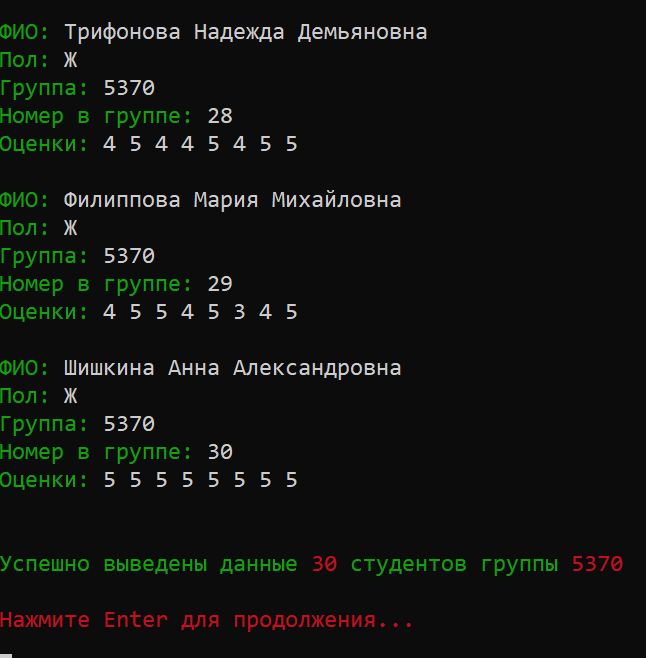 ФИО: Трифонова Надежда Демьяновна
Пол: Ж
Группа: 5370
Номер в группе: 28
Оценки: 4 5 4 4 5 4 5 5
ФИО: Филиппова Мария Михайловна
Пол: Ж
Группа: 5370
Номер в группе: 29
Оценки: 4 5 5 4 5 3 4 5
ФИО: Шишкина Анна Александровна
Пол: Ж
Группа: 5370
Номер в группе: 30
Оценки: 5 5 5 5 5 5 5 5
Успешно выведены данные 30 студентов группы 5370
Нажмите Enter для продолжения...